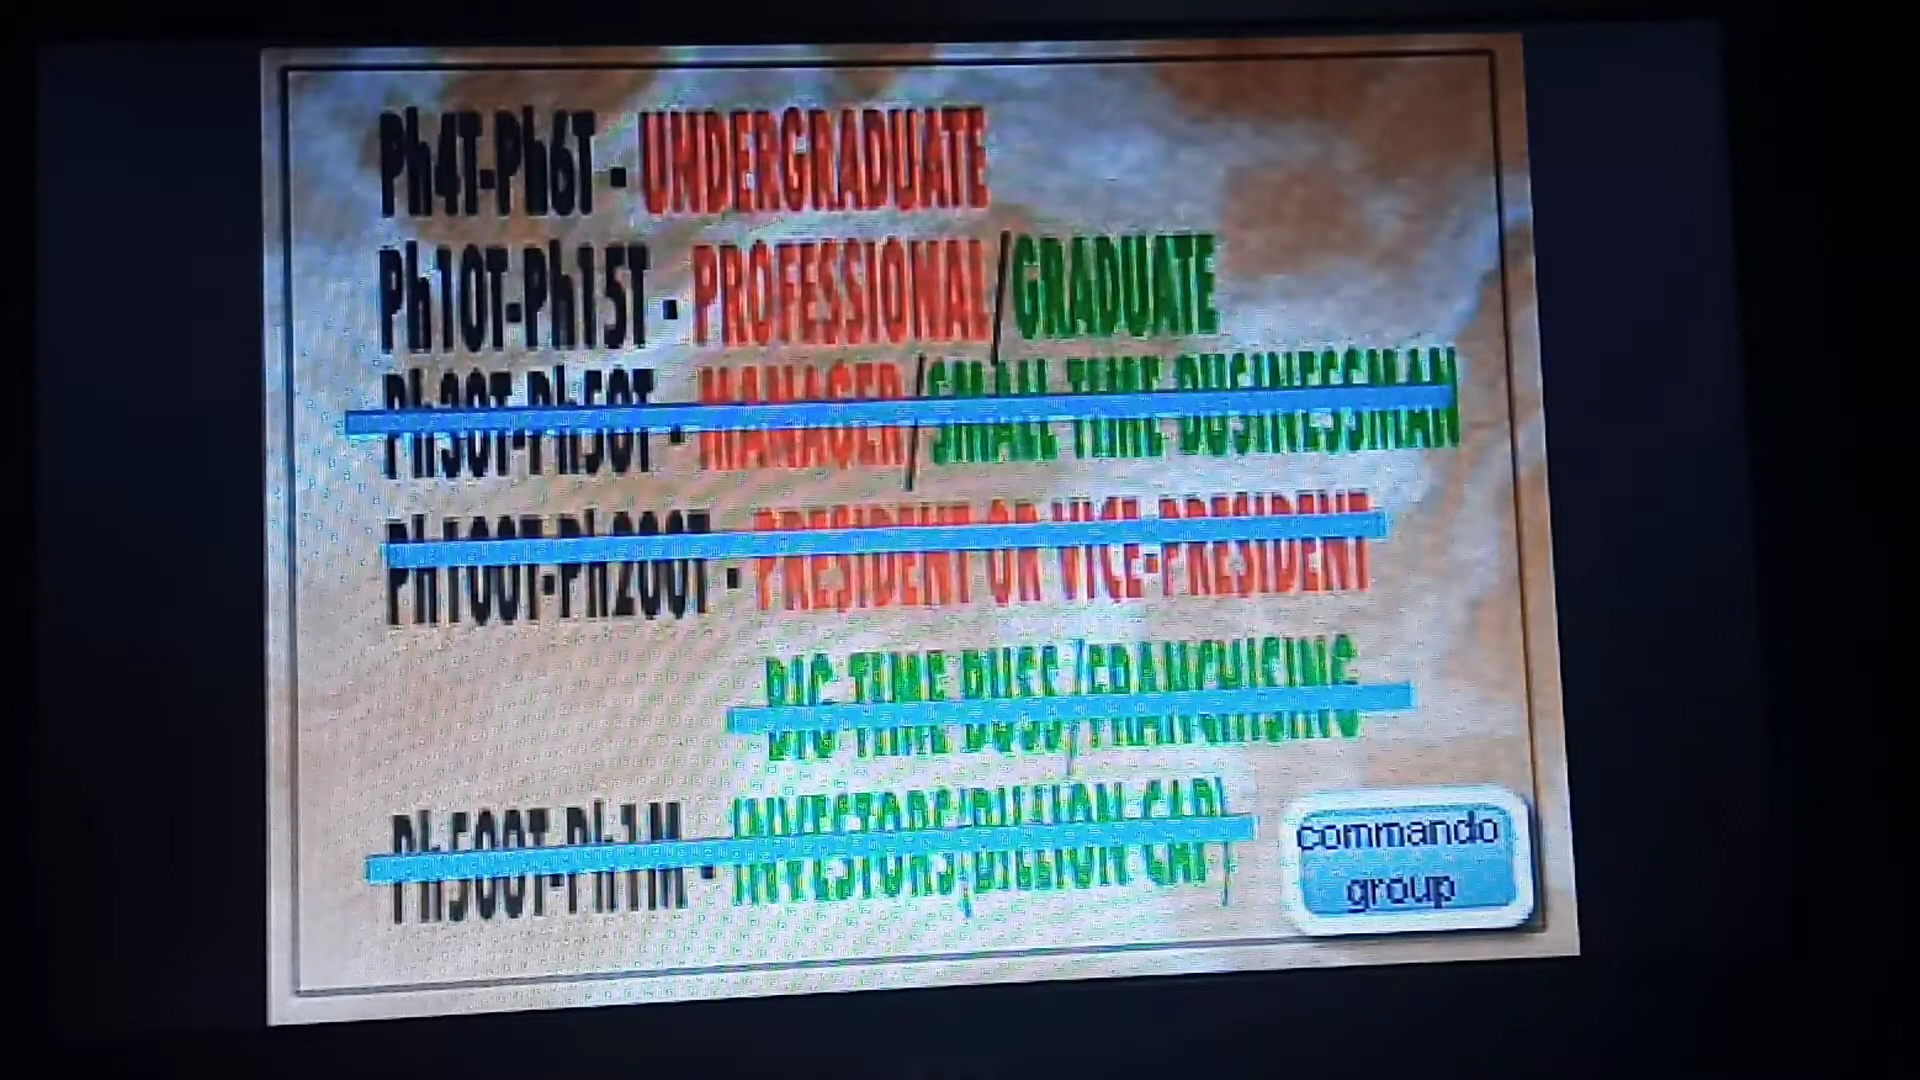 Ph4T-Ph6T - UNDERGRADUATE
Ph10T-Ph15T - PROFESSIONAL/GRADUATE
Ph30T-Ph50T - MANAGER/SMALL TIME BUSINESSMAN
Ph100T-Ph200T - PRESIDENT OR VICE-PRESIDENT
BIG TIME BUSS/FRANCHISING
Ph500T-Ph1M - INVESTORS(BILLION CAP)
commando
group